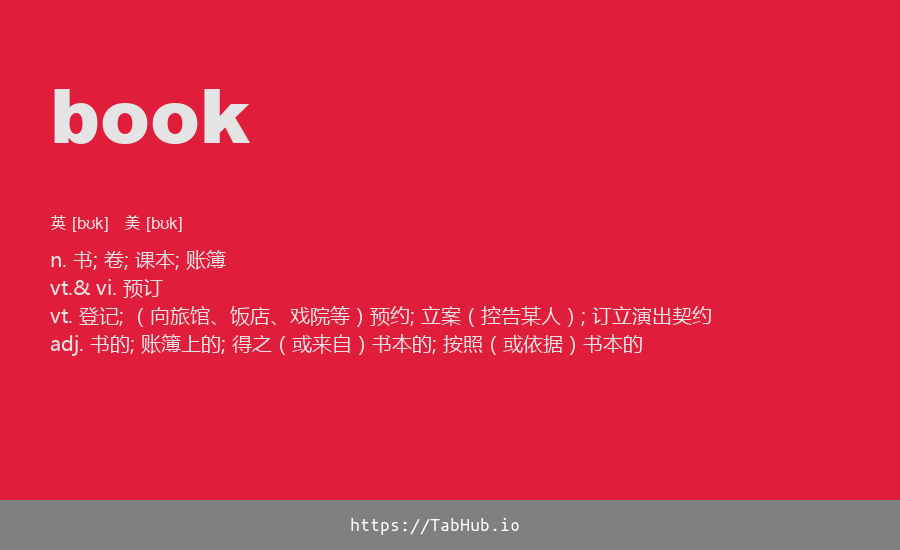 book
英 [bʊk] 美 [bʊk]
n. 书; 卷; 课本; 账簿
vt.& vi. 预订
vt. 登记; （向旅馆、饭店、戏院等）预约; 立案（控告某人）; 订立演出契约
adj. 书的; 账簿上的; 得之（或来自）书本的; 按照（或依据）书本的
https://TabHub.io